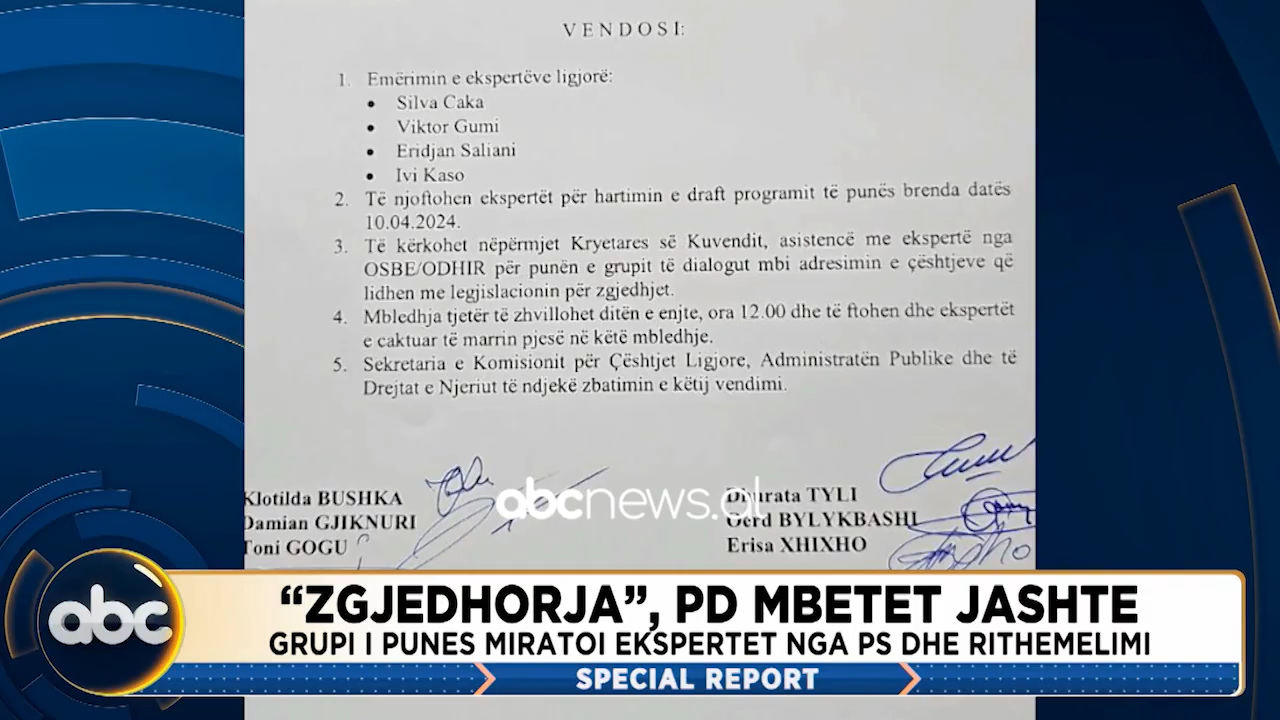 VENDOSI:
1. Emërimin e ekspertëve ligjorë:
• Silva Caka
• Viktor Gumi
• Eridjan Saliani
• Ivi Kaso
2. Të njoftohen ekspertët për hartimin e draft programit të punës brenda datës
10.04.2024.
3. Të kërkohet nëpërmjet Kryetares së Kuvendit, asistencë me ekspertë nga
OSBE/ODHIR për punën e grupit të dialogut mbi adresimin e çështjeve që
lidhen me legjislacionin për zgjedhjet.
4. Mbledhja tjetër të zhvillohet ditën e enjte, ora 12.00 dhe të ftohen dhe ekspertët
e caktuar të marrin pjesë në këtë mbledhje.
5. Sekretaria e Komisionit për Çështjet Ligjore, Administratën Publike dhe të
Drejtat e Njeriut të ndjekë zbatimin e këtij vendimi.
Klotilda BUSHKA
Damian GJIKNURI
Toni GOGU
abcnews.al
Dhurata TYLI
Oerd BYLYKBASHI
Erisa XHIXHO
abc
“ZGJEDHORJA”, PD MBETET JASHTE
GRUPI I PUNES MIRATOI EKSPERTET NGA PS DHE RITHEMELIMI
SPECIAL REPORT